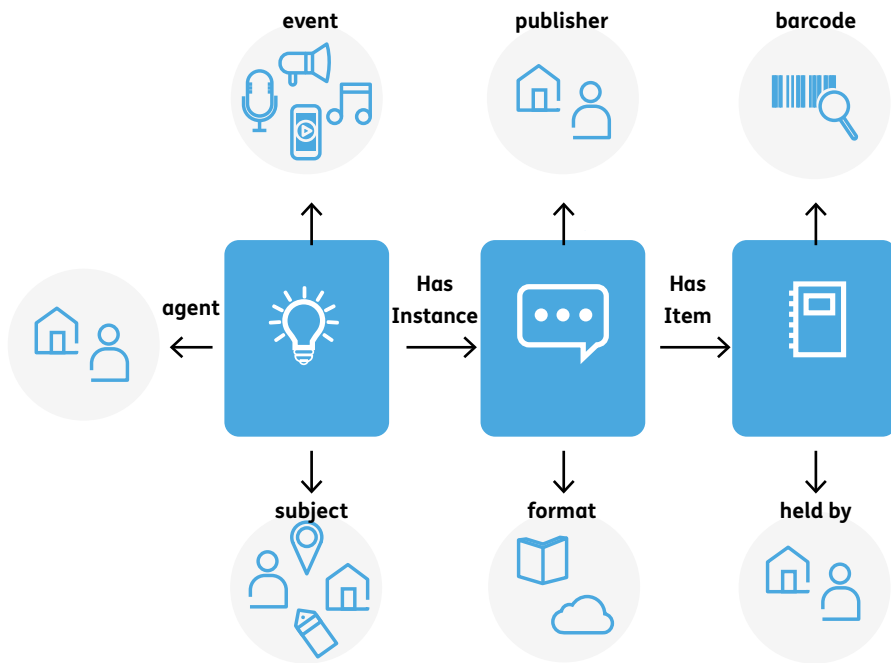 event
publisher
barcode
agent
Has
Instance
Has
Item
subject
format
held by